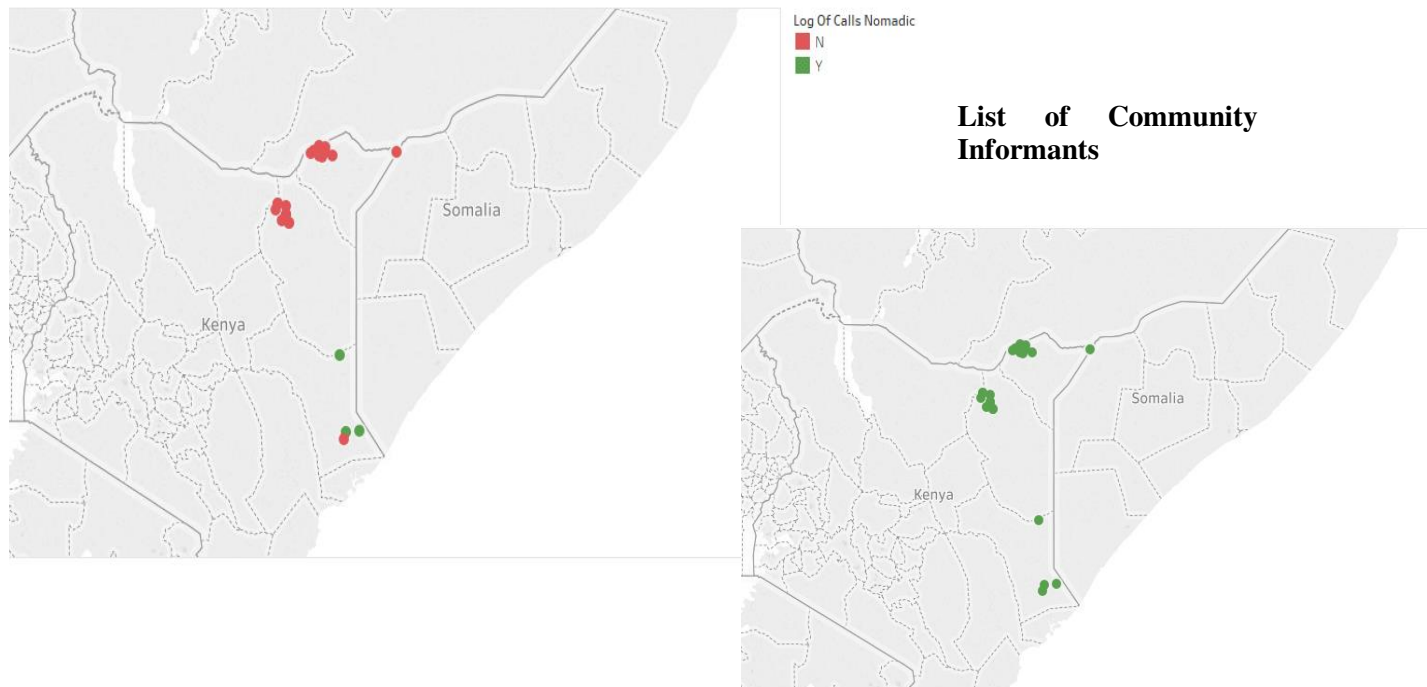 Log Of Calls Nomadic
N
Y
List of Community
Informants
Somalia
Kenya
Somalia
Kenya